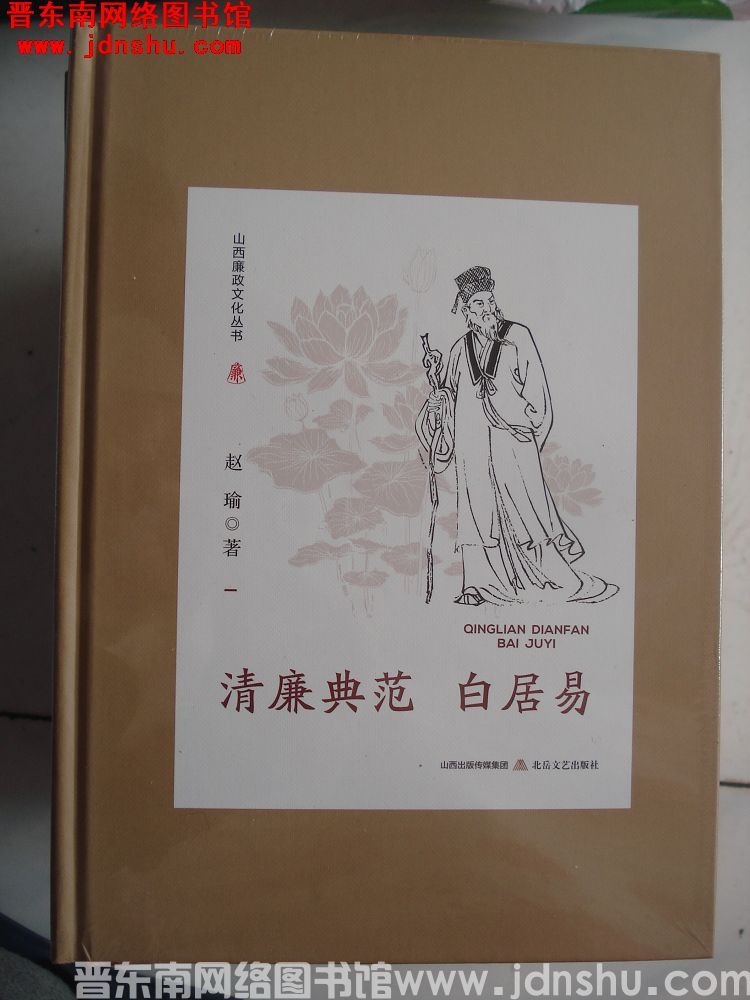 晋东南网络图书馆
www.jdnshu.com
山西廉政文化丛书
廉
赵瑜◎著
QINGLIAN DIANFAN
BAI JUYI
清廉典范 白居易
山西出版传媒集团 北岳文艺出版社
晋东南网络图书馆www.jdnshu.com